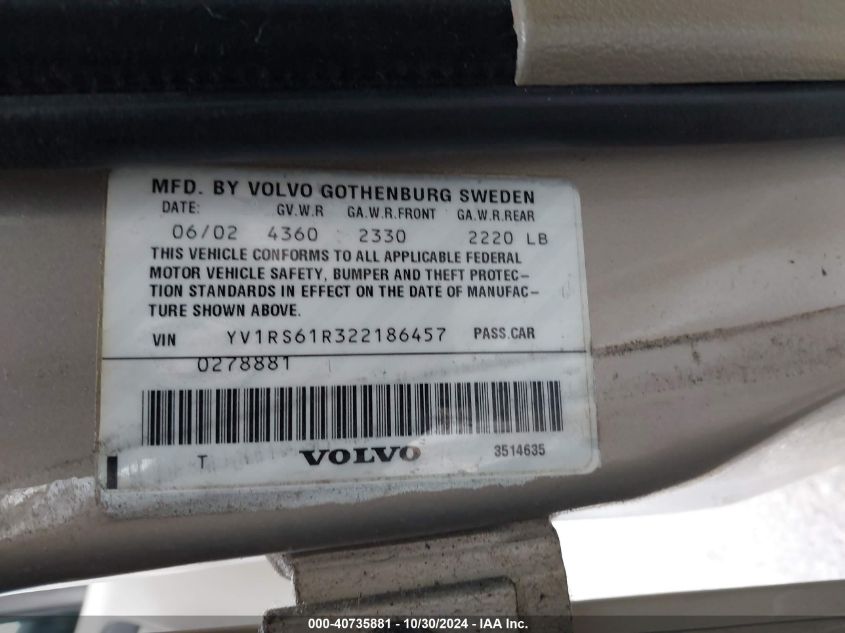 MFD. BY VOLVO GOTHENBURG SWEDEN
DATE: GV.W.R GA.W.R.FRONT GA.W.R.REAR
06/02 4360 2330 2220 LB
THIS VEHICLE CONFORMS TO ALL APPLICABLE FEDERAL
MOTOR VEHICLE SAFETY, BUMPER AND THEFT PROTEC-
TION STANDARDS IN EFFECT ON THE DATE OF MANUFAC-
TURE SHOWN ABOVE.
VIN YV1RS61R322186457 PASS.CAR
0278881
T VOLVO 3514635
000-40735881 - 10/30/2024 - IAA Inc.